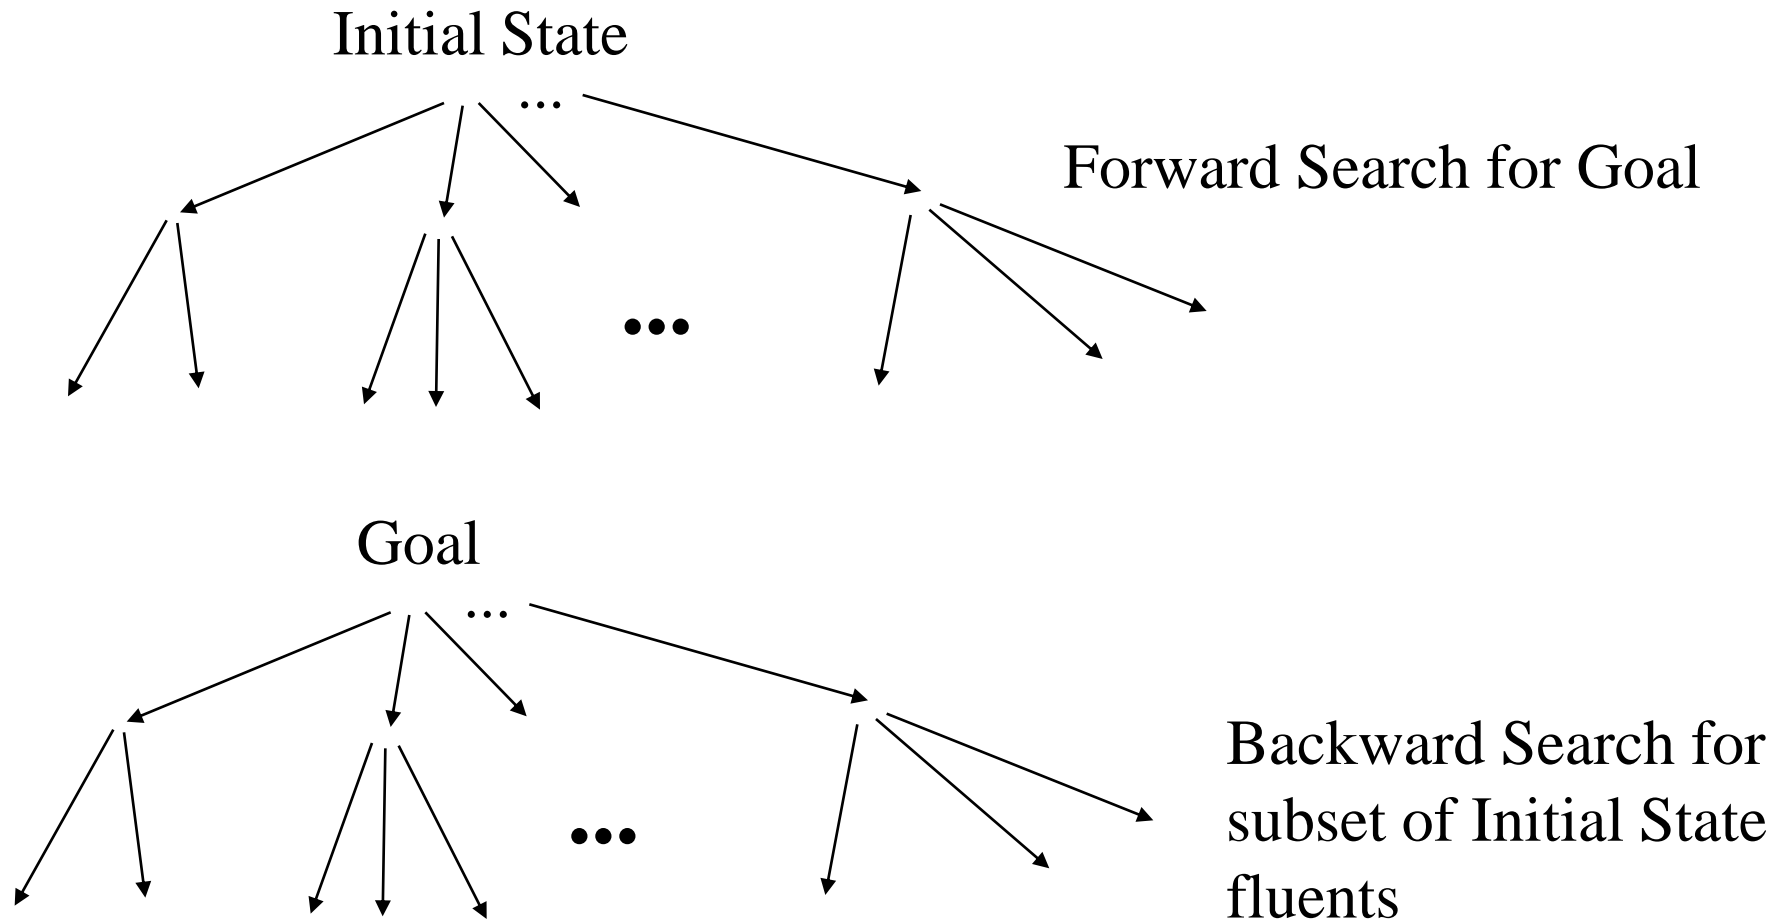 Initial State
...
Forward Search for Goal
...
Goal
...
Backward Search for
subset of Initial State
fluents
...